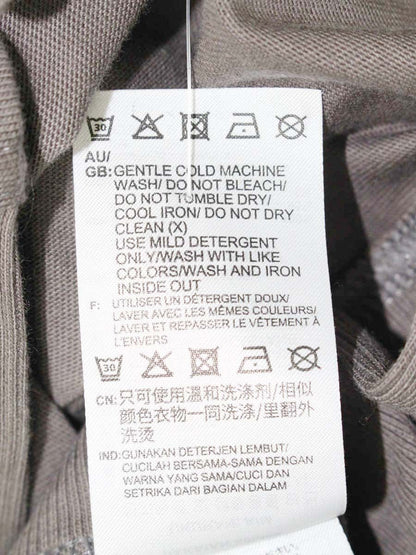 30
AU/
GB: GENTLE COLD MACHINE
WASH/ DO NOT BLEACH/
DO NOT TUMBLE DRY/
COOL IRON/ DO NOT DRY
CLEAN (X)
USE MILD DETERGENT
ONLY/WASH WITH LIKE
COLORS/WASH AND IRON
INSIDE OUT
F: UTILISER UN DÉTERGENT DOUX/
LAVER AVEC LES MÊMES COULEURS/
LAVER ET REPASSER LE VÊTEMENT À
L'ENVERS
30
CN: 只可使用溫和洗涤剂/相似
颜色衣物一同洗涤/里翻外
洗烫
IND: GUNAKAN DETERJEN LEMBUT/
CUCILAH BERSAMA-SAMA DENGAN
WARNA YANG SAMA/CUCI DAN
SETRIKA DARI BAGIAN DALAM